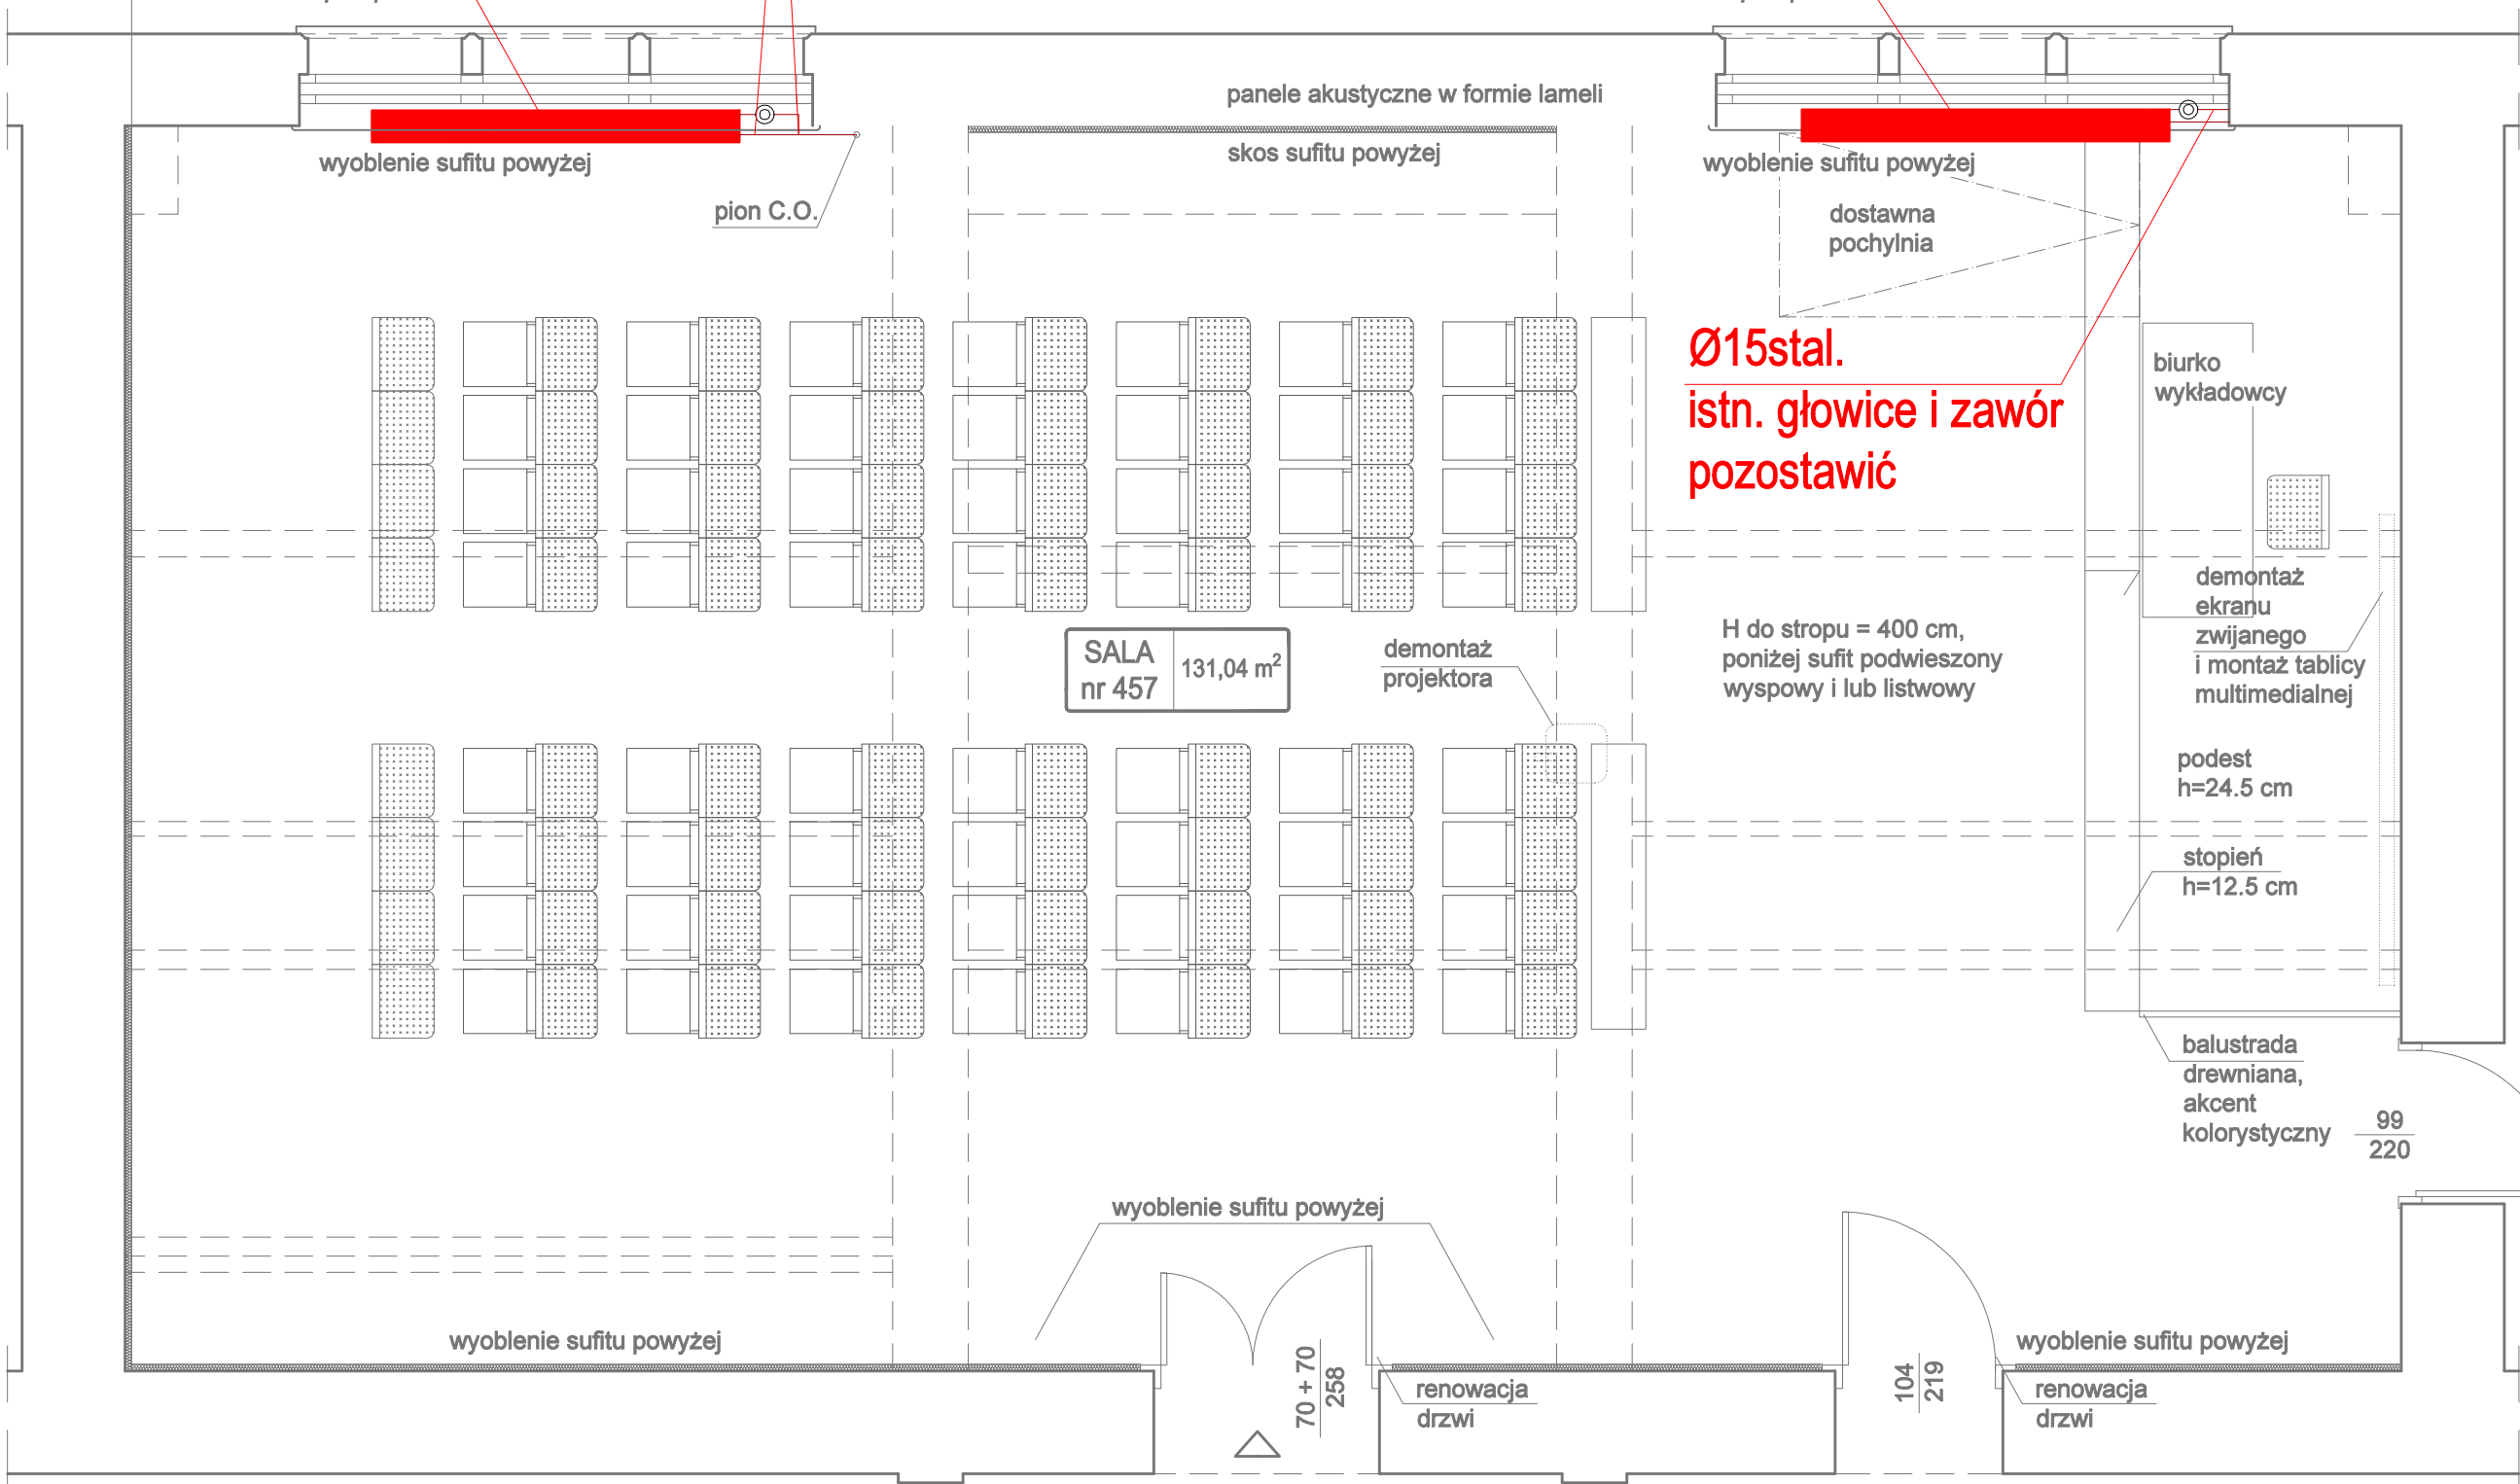 panele akustyczne w formie lameli
skos sufitu powyżej
wyoblenie sufitu powyżej
pion C.O.
wyoblenie sufitu powyżej
dostawna
pochylnia
Ø15stal.
istn. głowice i zawór
pozostawić
biurko
wykładowcy
demontaż
ekranu
zwijanego
i montaż tablicy
multimedialnej
H do stropu = 400 cm,
poniżej sufit podwieszony
wyspowy i lub listwowy
SALA
nr 457
131,04 m²
demontaż
projektora
podest
h=24.5 cm
stopień
h=12.5 cm
balustrada
drewniana,
akcent
kolorystyczny
99
220
wyoblenie sufitu powyżej
wyoblenie sufitu powyżej
wyoblenie sufitu powyżej
70 + 70
258
renowacja
drzwi
104
219
renowacja
drzwi